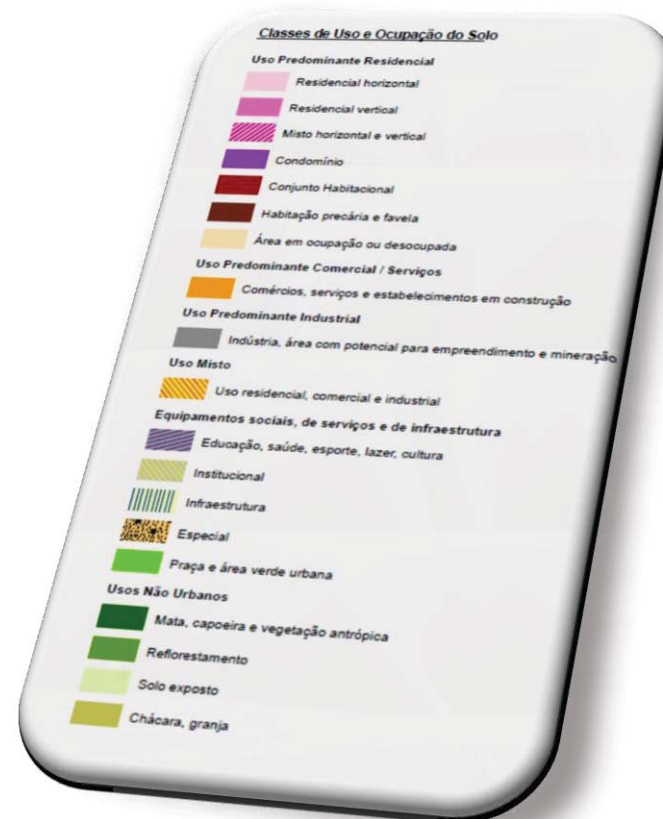 Classes de Uso e Ocupação do Solo
Uso Predominante Residencial
Residencial horizontal
Residencial vertical
Misto horizontal e vertical
Condomínio
Conjunto Habitacional
Habitação precária e favela
Área em ocupação ou desocupada
Uso Predominante Comercial / Serviços
Comércios, serviços e estabelecimentos em construção
Uso Predominante Industrial
Indústria, área com potencial para empreendimento e mineração
Uso Misto
Uso residencial, comercial e industrial
Equipamentos sociais, de serviços e de infraestrutura
Educação, saúde, esporte, lazer, cultura
Institucional
Infraestrutura
Especial
Praça e área verde urbana
Usos Não Urbanos
Mata, capoeira e vegetação antrópica
Reflorestamento
Solo exposto
Chácara, granja